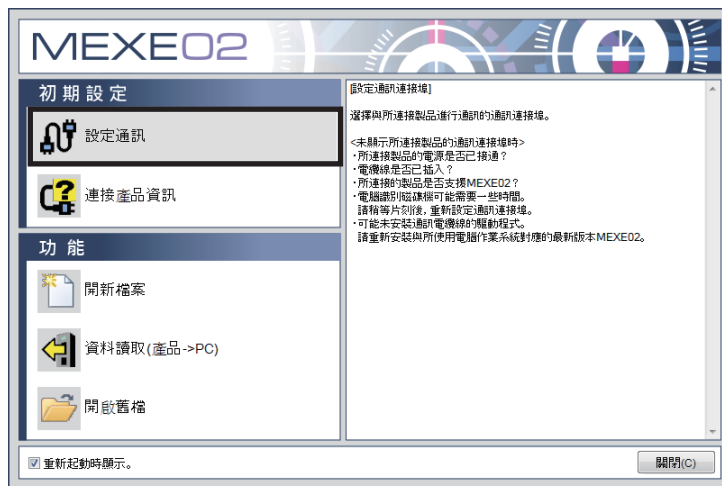 MEXE02
初期設定
設定通訊
連接產品資訊
功能
開新檔案
資料讀取(產品->PC)
開啟舊檔
[設定通訊連接埠]
選擇與所連接製品進行通訊的通訊連接埠。
<未顯示所連接製品的通訊連接埠時>
･所連接製品的電源是否已接通？
･電纜線是否已插入？
･所連接的製品是否支援MEXE02？
･電腦識別磁碟機可能需要一些時間。
請稍等片刻後，重新設定通訊連接埠。
･可能未安裝通訊電纜線的驅動程式。
請重新安裝與所使用電腦作業系統對應的最新版本MEXE02。
重新起動時顯示。
關閉(C)